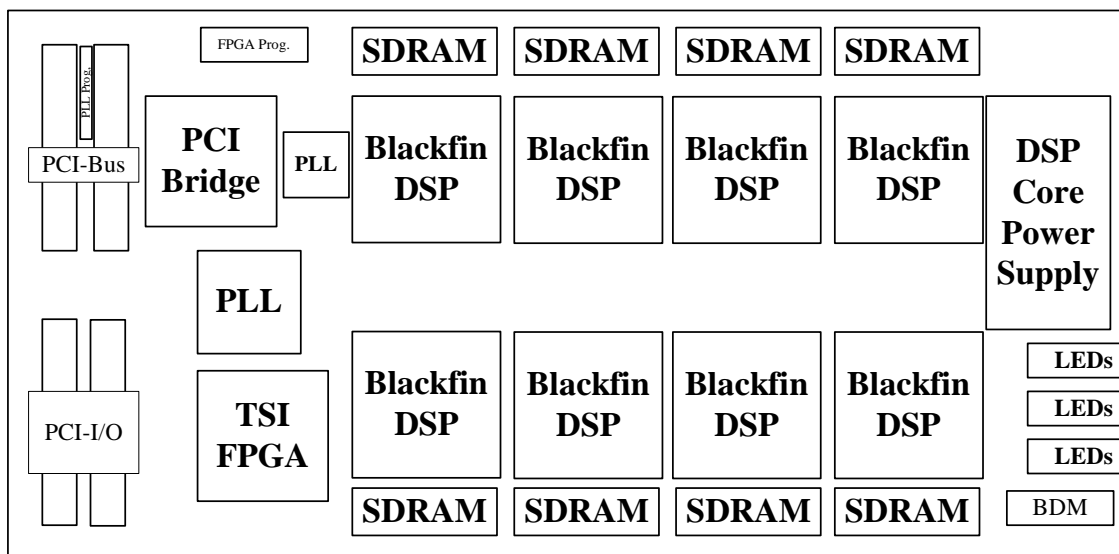 FPGA Prog.
SDRAM
SDRAM
SDRAM
SDRAM
PLL Prog.
PCI-Bus
PCI
Bridge
PLL
Blackfin
DSP
Blackfin
DSP
Blackfin
DSP
Blackfin
DSP
DSP
Core
Power
Supply
PLL
PCI-I/O
TSI
FPGA
Blackfin
DSP
Blackfin
DSP
Blackfin
DSP
Blackfin
DSP
LEDs
LEDs
LEDs
SDRAM
SDRAM
SDRAM
SDRAM
BDM